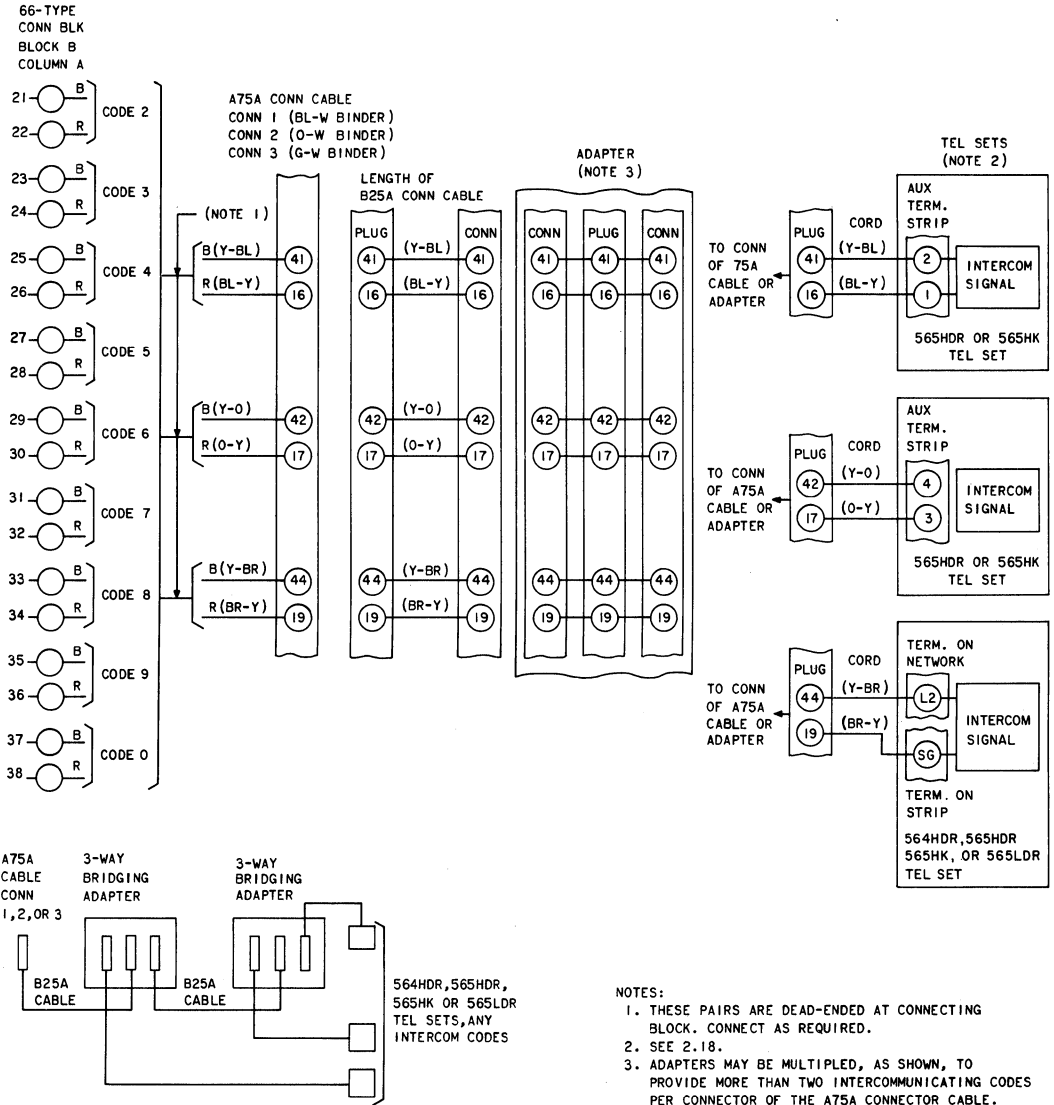 66-TYPE
CONN BLK
BLOCK B
COLUMN A
21 B
22 R
CODE 2
23 B
24 R
CODE 3
25 B
26 R
CODE 4
27 B
28 R
CODE 5
29 B
30 R
CODE 6
31 B
32 R
CODE 7
33 B
34 R
CODE 8
35 B
36 R
CODE 9
37 B
38 R
CODE 0
(NOTE 1)
A75A CONN CABLE
CONN 1 (BL-W BINDER)
CONN 2 (O-W BINDER)
CONN 3 (G-W BINDER)
B(Y-BL) 41
R(BL-Y) 16
B(Y-O) 42
R(O-Y) 17
B(Y-BR) 44
R(BR-Y) 19
LENGTH OF
B25A CONN CABLE
PLUG CONN
41 (Y-BL) 41
16 (BL-Y) 16
42 (Y-O) 42
17 (O-Y) 17
44 (Y-BR) 44
19 (BR-Y) 19
ADAPTER
(NOTE 3)
CONN PLUG CONN
41 41 41
16 16 16
42 42 42
17 17 17
44 44 44
19 19 19
TEL SETS
(NOTE 2)
TO CONN
OF 75A
CABLE OR
ADAPTER
PLUG CORD
AUX
TERM.
STRIP
41 (Y-BL) 2
16 (BL-Y) 1
INTERCOM
SIGNAL
565HDR OR 565HK
TEL SET
TO CONN
OF A75A
CABLE OR
ADAPTER
PLUG CORD
AUX
TERM.
STRIP
42 (Y-O) 4
17 (O-Y) 3
INTERCOM
SIGNAL
565HDR OR 565HK
TEL SET
TO CONN
OF A75A
CABLE OR
ADAPTER
PLUG CORD
TERM. ON
NETWORK
44 (Y-BR) L2
19 (BR-Y) SG
INTERCOM
SIGNAL
TERM. ON
STRIP
564HDR,565HDR
565HK, OR 565LDR
TEL SET
A75A
CABLE
CONN
1,2,OR 3
3-WAY
BRIDGING
ADAPTER
3-WAY
BRIDGING
ADAPTER
B25A
CABLE
B25A
CABLE
564HDR,565HDR,
565HK OR 565LDR
TEL SETS,ANY
INTERCOM CODES
NOTES:
1. THESE PAIRS ARE DEAD-ENDED AT CONNECTING
BLOCK. CONNECT AS REQUIRED.
2. SEE 2.18.
3. ADAPTERS MAY BE MULTIPLED, AS SHOWN, TO
PROVIDE MORE THAN TWO INTERCOMMUNICATING CODES
PER CONNECTOR OF THE A75A CONNECTOR CABLE.